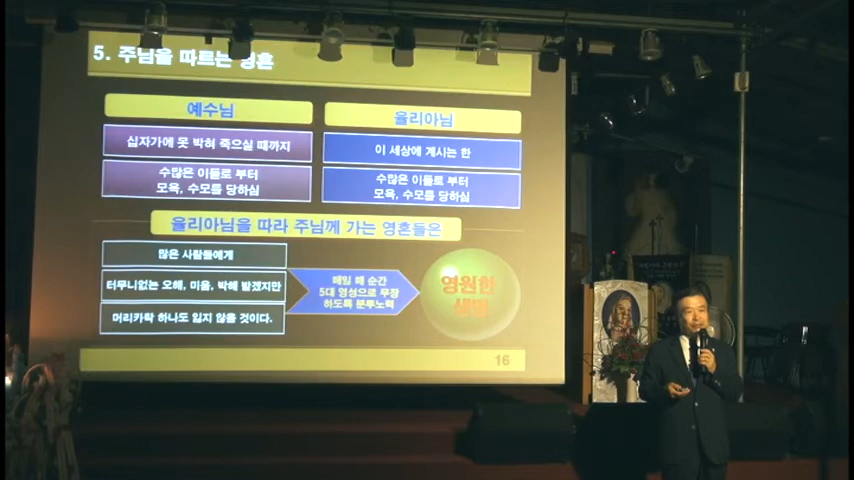 5. 주님을 따르는 영혼
예수님
율리아님
십자가에 못 박혀 죽으실 때까지
이 세상에 계시는 한
수많은 이들로 부터
모욕, 수모를 당하심
수많은 이들로 부터
모욕, 수모를 당하심
율리아님을 따라 주님께 가는 영혼들은
많은 사람들에게
터무니없는 오해, 미움, 박해 받겠지만
머리카락 하나도 잃지 않을 것이다.
매일 매 순간
5대 영성으로 무장
하도록 분투노력
영원한
생명
16